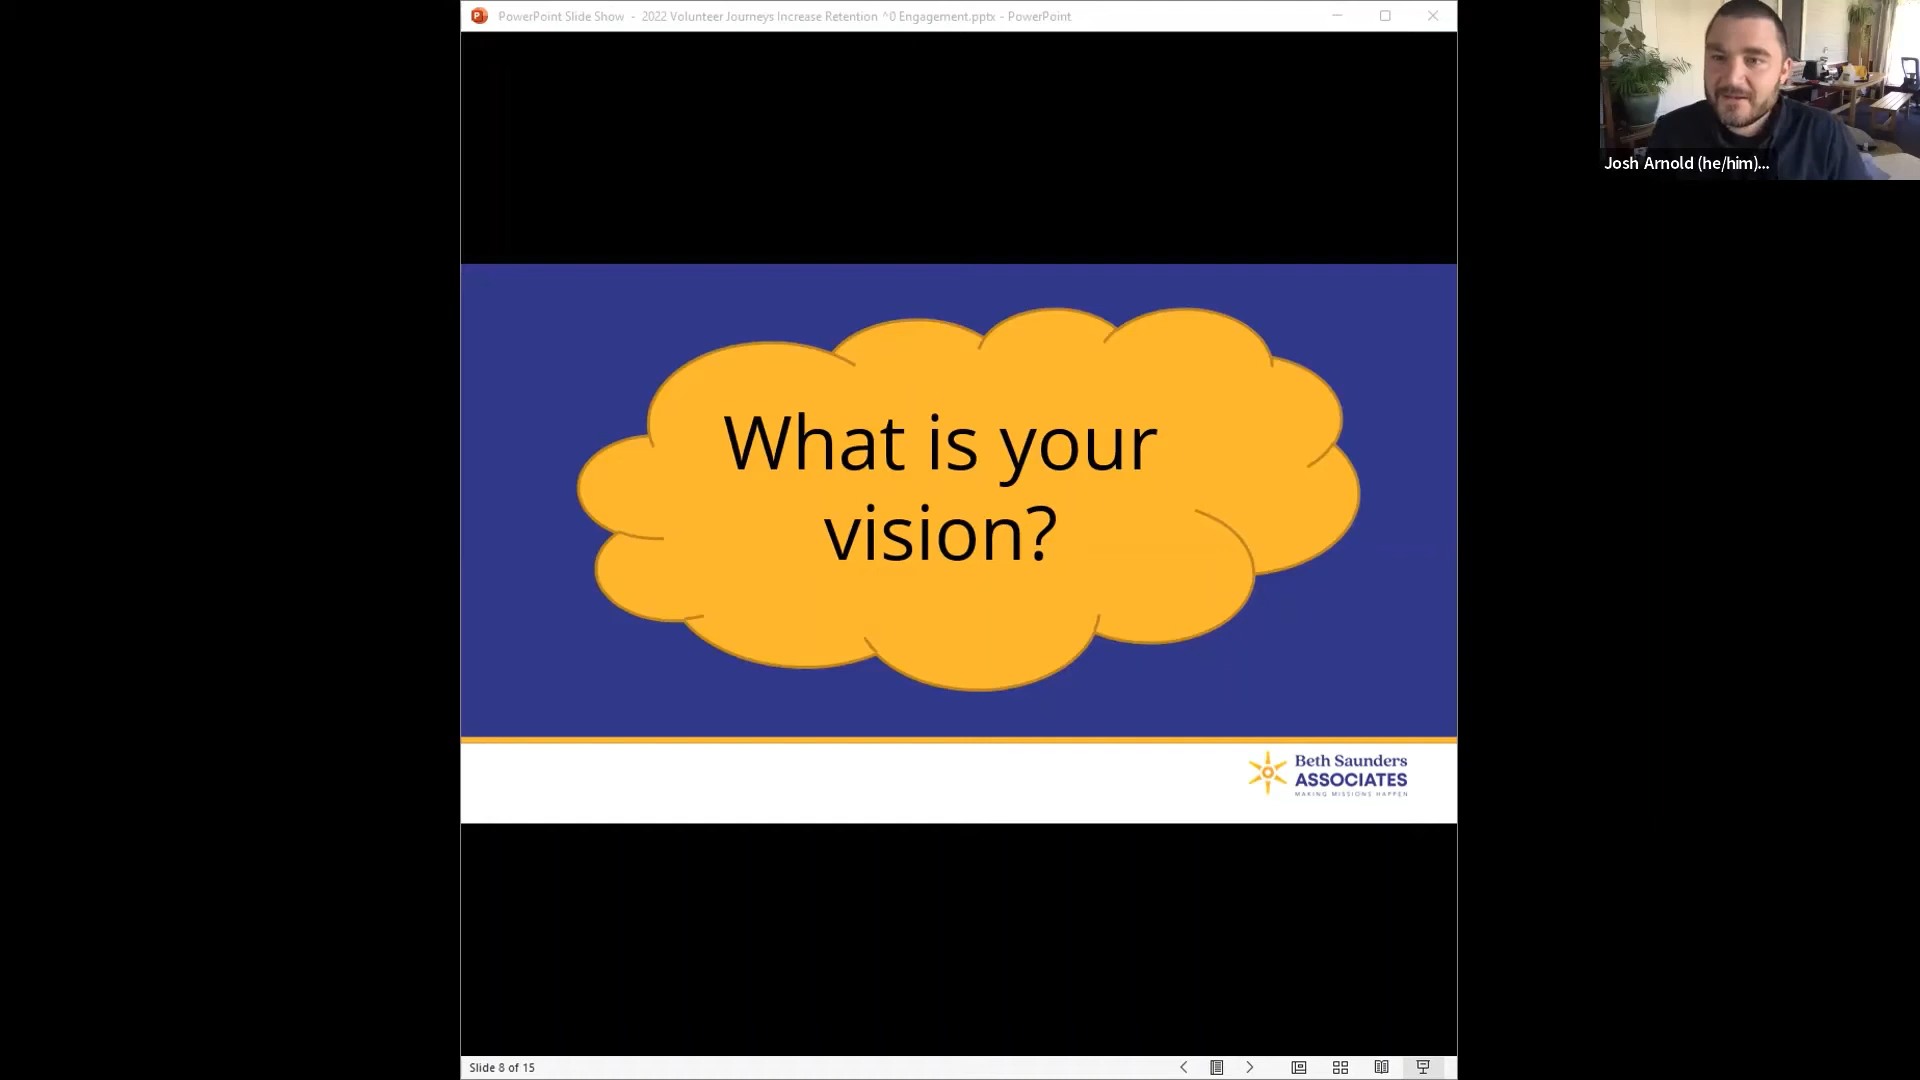 PowerPoint Slide Show - 2022 Volunteer Journeys Increase Retention ^0 Engagement.pptx - PowerPoint
Josh Arnold (he/him)...
What is your
vision?
Beth Saunders
ASSOCIATES
MAKING MISSIONS HAPPEN
Slide 8 of 15